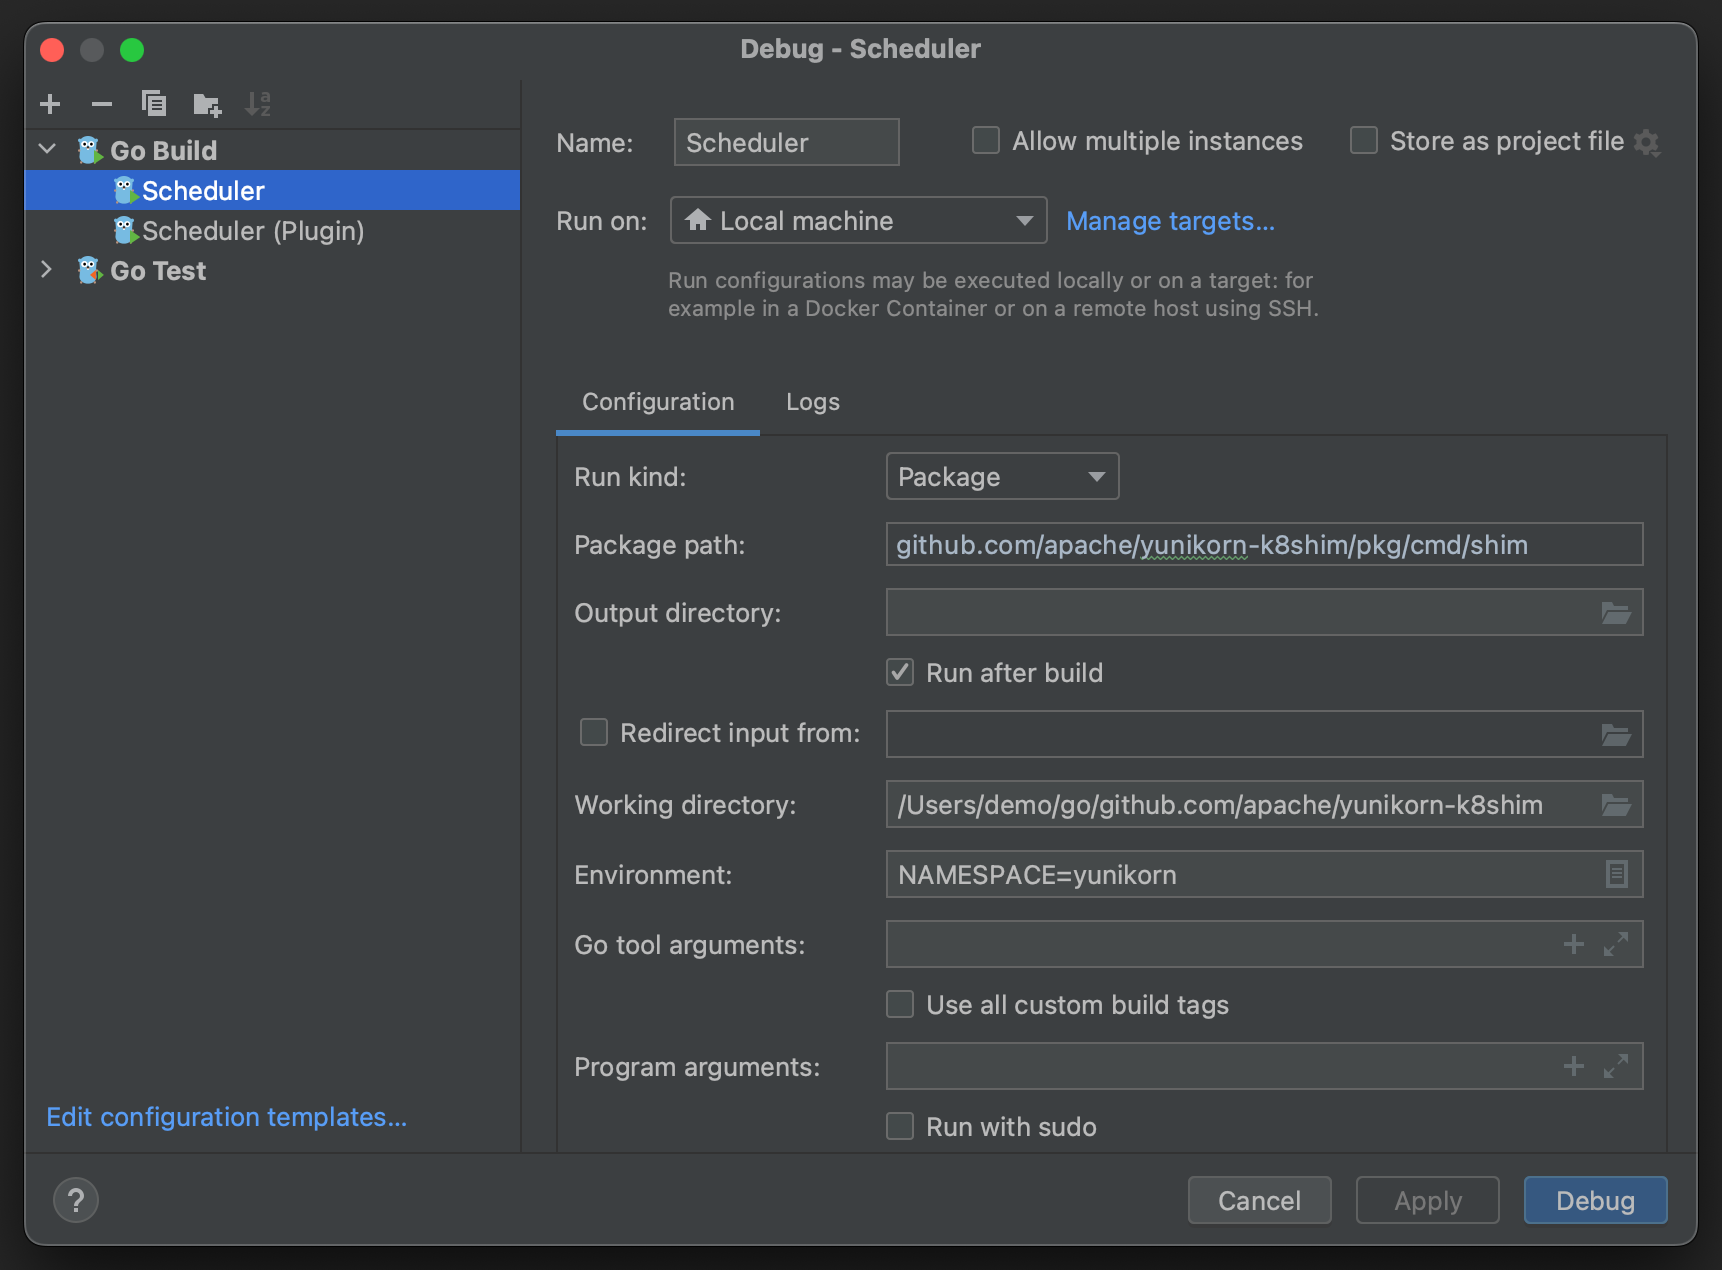 Debug - Scheduler
Go Build
Scheduler
Scheduler (Plugin)
Go Test
Edit configuration templates...
Name: Scheduler Allow multiple instances Store as project file
Run on: Local machine Manage targets...
Run configurations may be executed locally or on a target: for
example in a Docker Container or on a remote host using SSH.
Configuration Logs
Run kind: Package
Package path: github.com/apache/yunikorn-k8shim/pkg/cmd/shim
Output directory:
Run after build
Redirect input from:
Working directory: /Users/demo/go/github.com/apache/yunikorn-k8shim
Environment: NAMESPACE=yunikorn
Go tool arguments:
Use all custom build tags
Program arguments:
Run with sudo
? Cancel Apply Debug